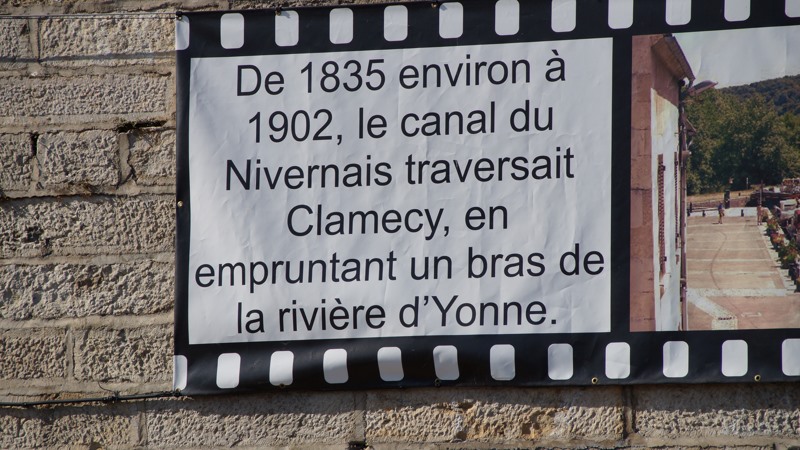 De 1835 environ à
1902, le canal du
Nivernais traversait
Clamecy, en
empruntant un bras de
la rivière d’Yonne.